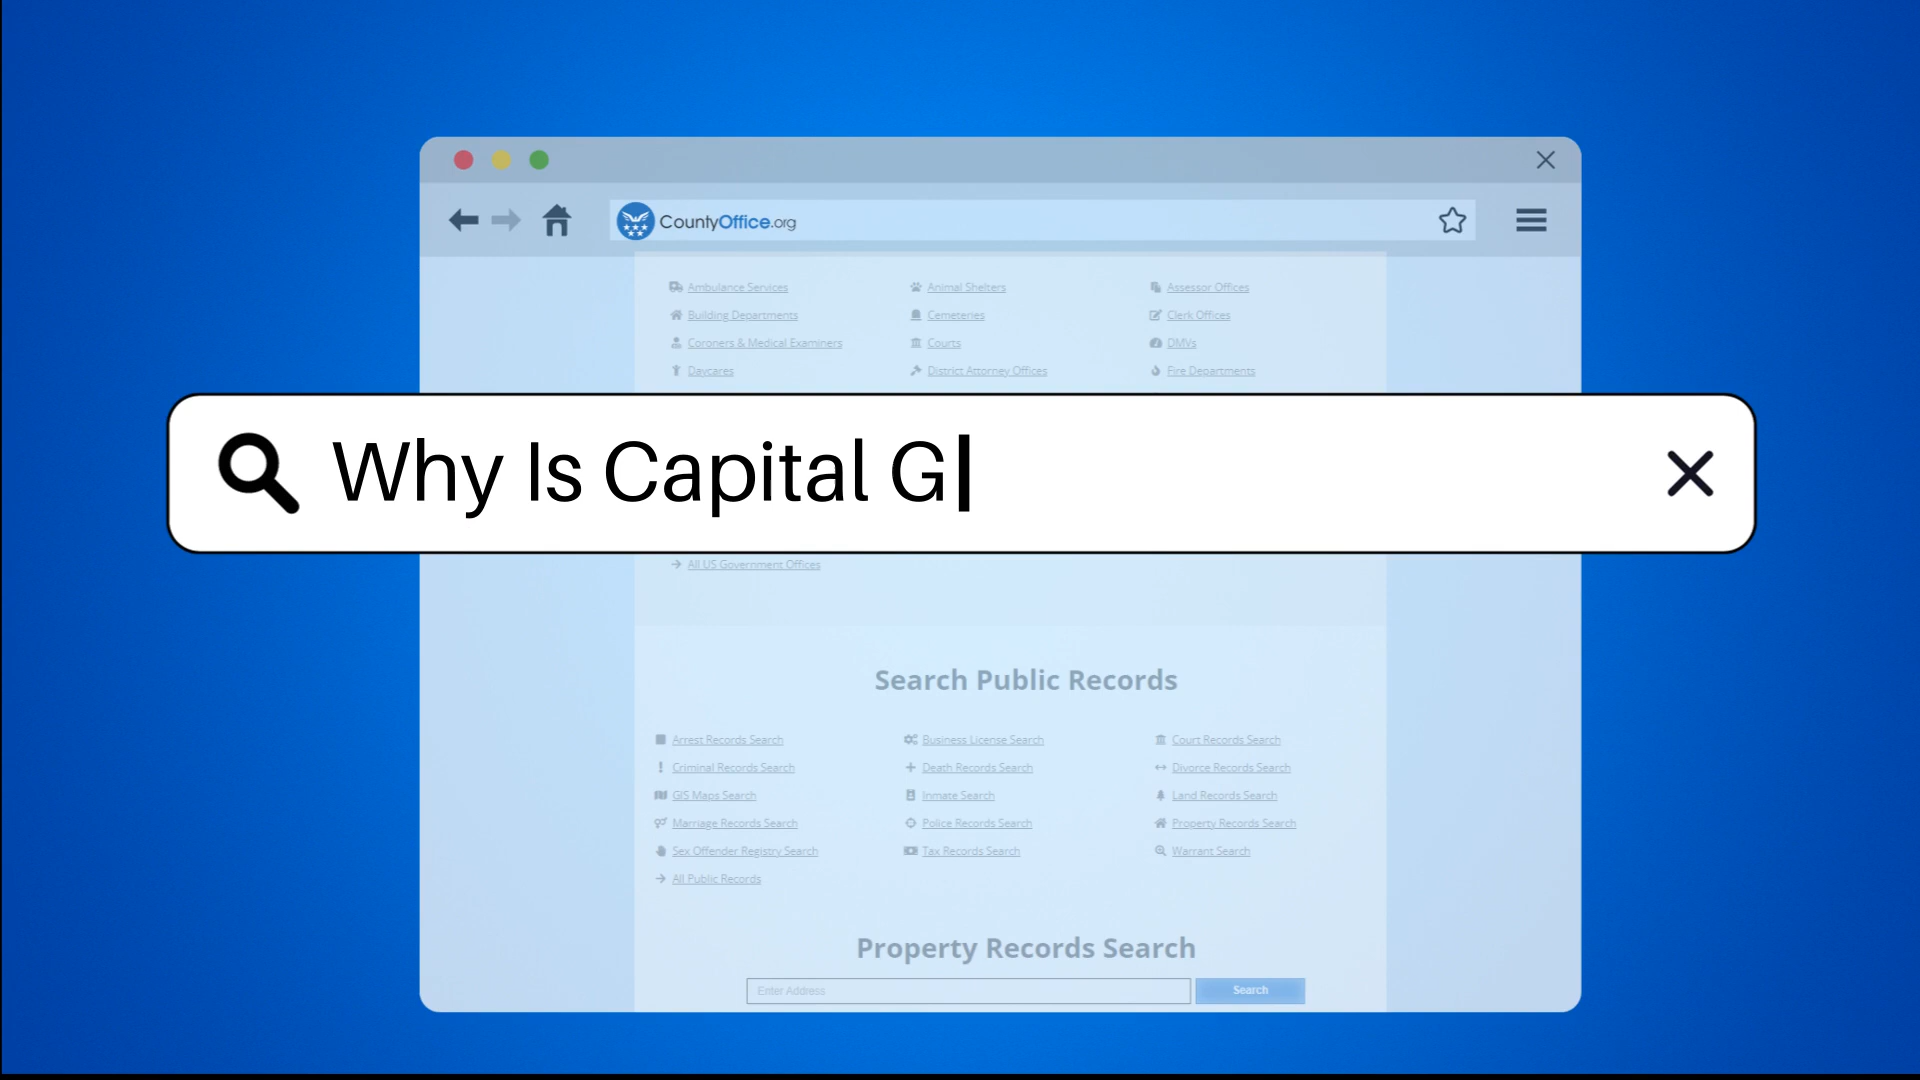 CountyOffice.org
Ambulance Services Animal Shelters Assessor Offices
Building Departments Cemeteries Clerk Offices
Coroners & Medical Examiners Courts DMVs
Daycares District Attorney Offices Fire Departments
Why Is Capital G
All US Government Offices
Search Public Records
Arrest Records Search Business License Search Court Records Search
Criminal Records Search Death Records Search Divorce Records Search
GIS Maps Search Inmate Search Land Records Search
Marriage Records Search Police Records Search Property Records Search
Sex Offender Registry Search Tax Records Search Warrant Search
All Public Records
Property Records Search
Enter Address Search